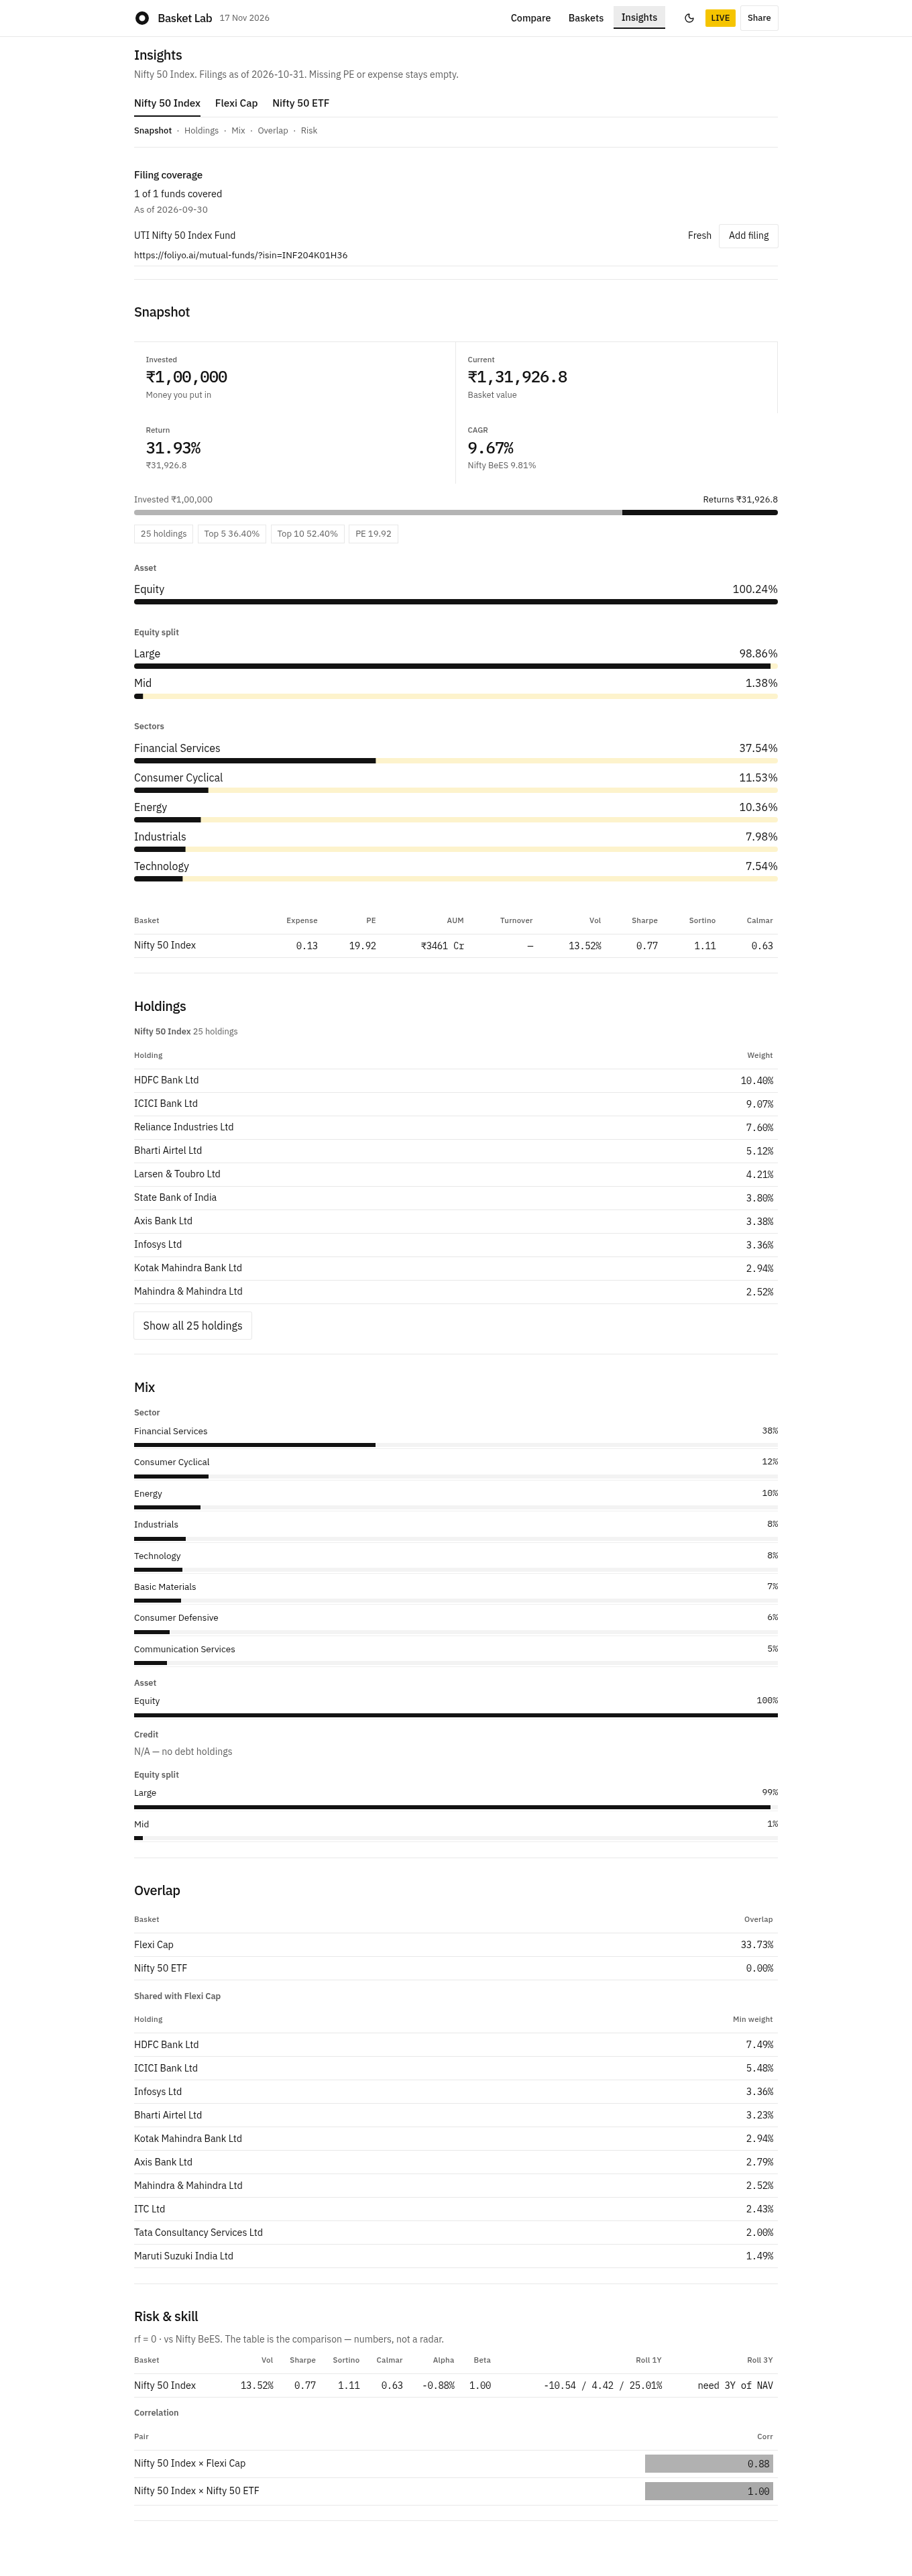 Basket Lab 17 Nov 2026 Compare Baskets Insights LIVE Share
Insights
Nifty 50 Index. Filings as of 2026-10-31. Missing PE or expense stays empty.
Nifty 50 Index Flexi Cap Nifty 50 ETF
Snapshot · Holdings · Mix · Overlap · Risk
Filing coverage
1 of 1 funds covered
As of 2026-09-30
UTI Nifty 50 Index Fund Fresh Add filing
https://foliyo.ai/mutual-funds/?isin=INF204K01H36
Snapshot
Invested Current
₹1,00,000 ₹1,31,926.8
Money you put in Basket value
Return CAGR
31.93% 9.67%
₹31,926.8 Nifty BeES 9.81%
Invested ₹1,00,000 Returns ₹31,926.8
25 holdings Top 5 36.40% Top 10 52.40% PE 19.92
Asset
Equity 100.24%
Equity split
Large 98.86%
Mid 1.38%
Sectors
Financial Services 37.54%
Consumer Cyclical 11.53%
Energy 10.36%
Industrials 7.98%
Technology 7.54%
Basket Expense PE AUM Turnover Vol Sharpe Sortino Calmar
Nifty 50 Index 0.13 19.92 ₹3461 Cr — 13.52% 0.77 1.11 0.63
Holdings
Nifty 50 Index 25 holdings
Holding Weight
HDFC Bank Ltd 10.40%
ICICI Bank Ltd 9.07%
Reliance Industries Ltd 7.60%
Bharti Airtel Ltd 5.12%
Larsen & Toubro Ltd 4.21%
State Bank of India 3.80%
Axis Bank Ltd 3.38%
Infosys Ltd 3.36%
Kotak Mahindra Bank Ltd 2.94%
Mahindra & Mahindra Ltd 2.52%
Show all 25 holdings
Mix
Sector
Financial Services 38%
Consumer Cyclical 12%
Energy 10%
Industrials 8%
Technology 8%
Basic Materials 7%
Consumer Defensive 6%
Communication Services 5%
Asset
Equity 100%
Credit
N/A — no debt holdings
Equity split
Large 99%
Mid 1%
Overlap
Basket Overlap
Flexi Cap 33.73%
Nifty 50 ETF 0.00%
Shared with Flexi Cap
Holding Min weight
HDFC Bank Ltd 7.49%
ICICI Bank Ltd 5.48%
Infosys Ltd 3.36%
Bharti Airtel Ltd 3.23%
Kotak Mahindra Bank Ltd 2.94%
Axis Bank Ltd 2.79%
Mahindra & Mahindra Ltd 2.52%
ITC Ltd 2.43%
Tata Consultancy Services Ltd 2.00%
Maruti Suzuki India Ltd 1.49%
Risk & skill
rf = 0 · vs Nifty BeES. The table is the comparison — numbers, not a radar.
Basket Vol Sharpe Sortino Calmar Alpha Beta Roll 1Y Roll 3Y
Nifty 50 Index 13.52% 0.77 1.11 0.63 -0.88% 1.00 -10.54 / 4.42 / 25.01% need 3Y of NAV
Correlation
Pair Corr
Nifty 50 Index × Flexi Cap 0.88
Nifty 50 Index × Nifty 50 ETF 1.00